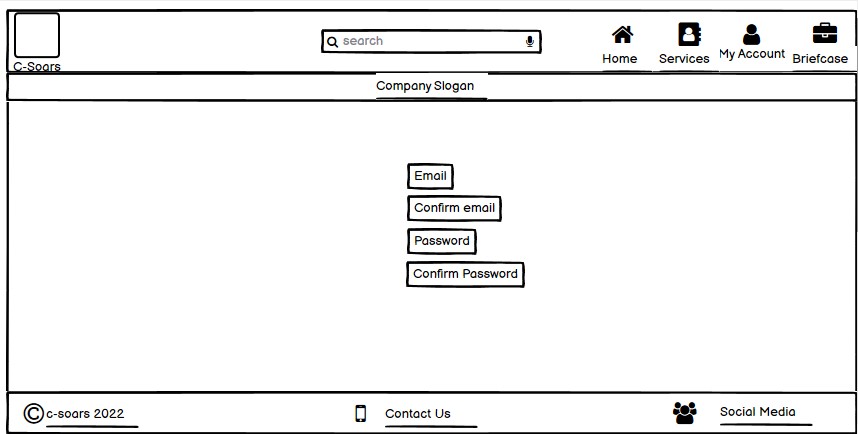 search
C-Soars
Home
Services
My Account
Briefcase
Company Slogan
Email
Confirm email
Password
Confirm Password
© c-soars 2022
Contact Us
Social Media